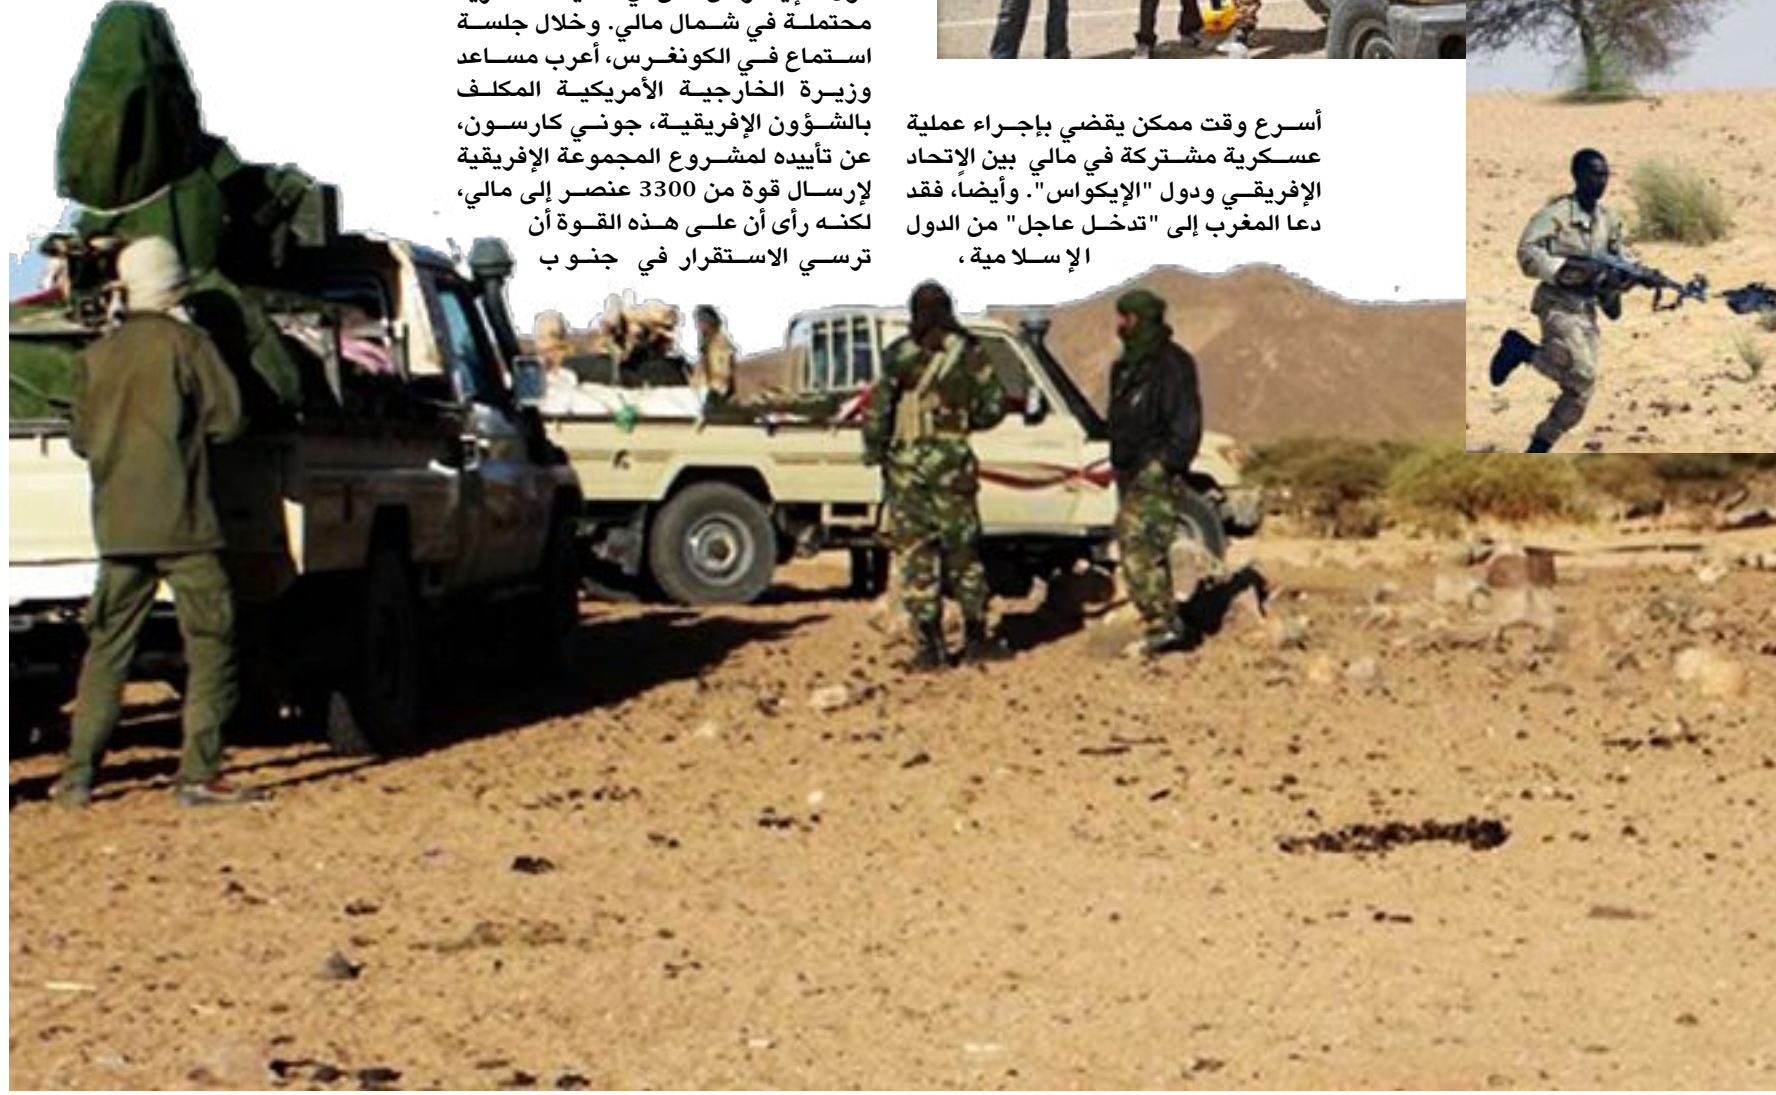 أسرع وقت ممكن يقضي بإجراء عملية
عسكرية مشتركة في مالي بين الاتحاد
الإفريقي ودول "الإيكواس". وأيضاً، فقد
دعا المغرب إلى "تدخل عاجل" من الدول
الإسلامية،
محتملة في شمال مالي. وخلال جلسة
استماع في الكونغرس، أعرب مساعد
وزيرة الخارجية الأمريكية المكلف
بالشؤون الإفريقية، جوني كارسون،
عن تأييده لمشروع المجموعة الإفريقية
لإرسال قوة من 3300 عنصر إلى مالي،
لكنه رأى أن على هذه القوة أن
ترسي الاستقرار في جنوب